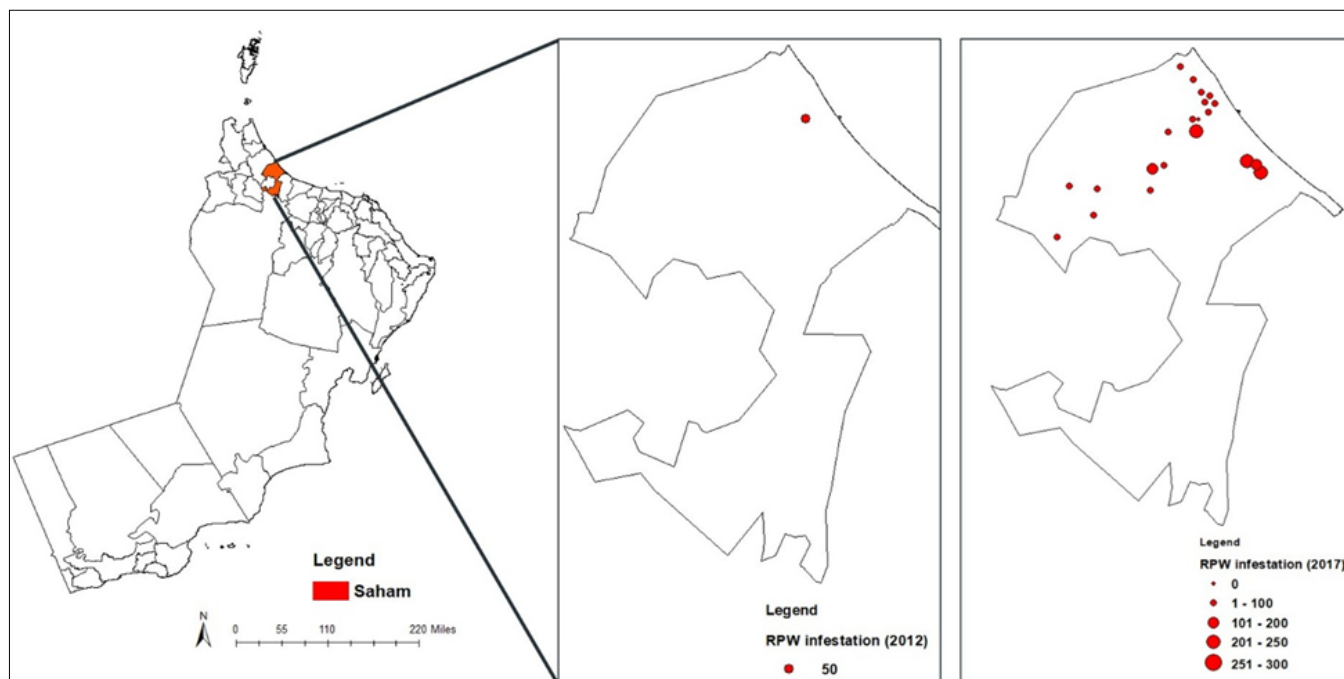 Legend
Saham
N
0 55 110 220 Miles
Legend
RPW infestation (2012)
50
Legend
RPW infestation (2017)
0
1 - 100
101 - 200
201 - 250
251 - 300